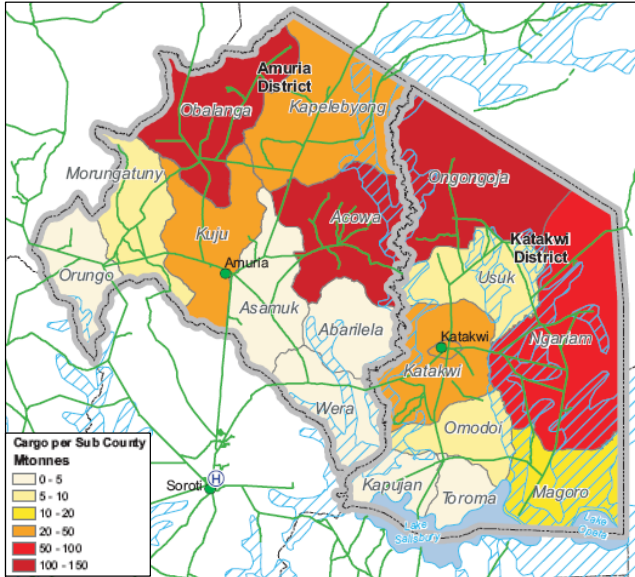 Amuria
District
Obalanga
Kapelebyong
Morungatuny
Ongongoja
Acowa
Kuju
Katakwi
District
Orungo
Amuria
Usuk
Asamuk
Abarilela
Katakwi
Ngariam
Katakwi
Wera
Omodoi
Cargo per Sub County
Mtonnes
0 - 5
5 - 10
10 - 20
20 - 50
50 - 100
100 - 150
H
Soroti
Kapujan
Toroma
Magoro
Lake
Salisbury
Lake
Opeta